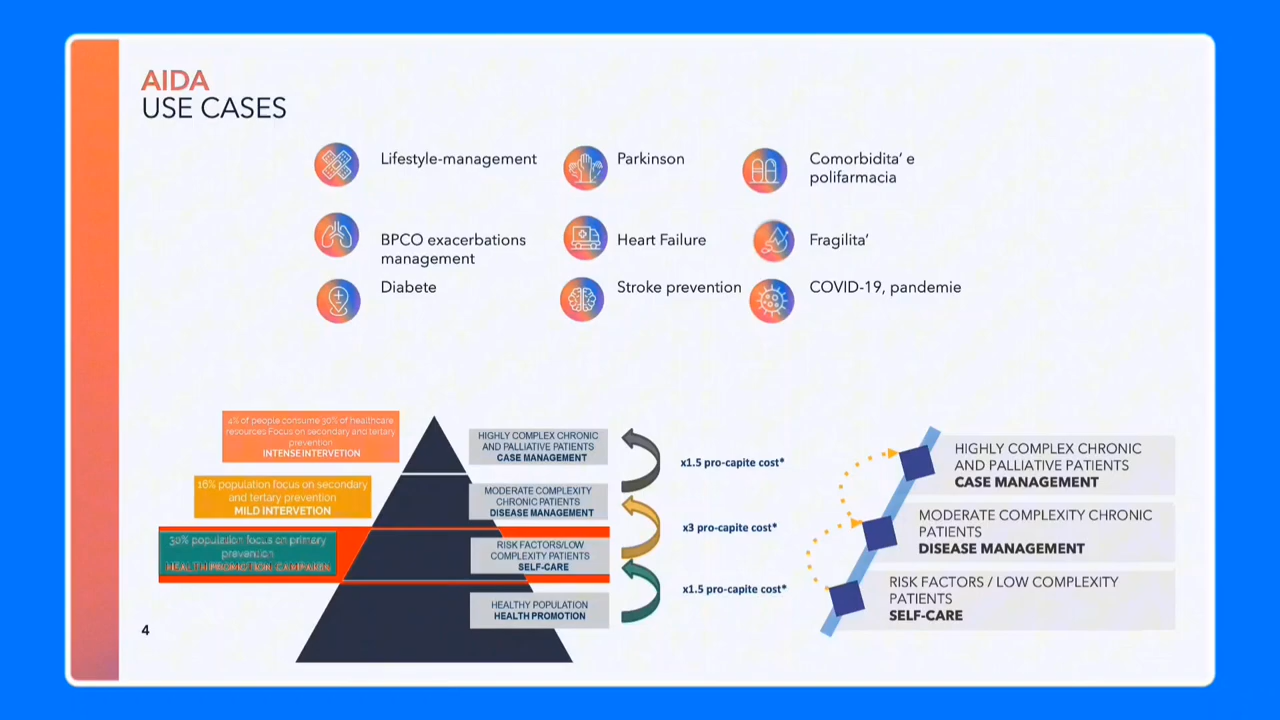 AIDA
USE CASES
Lifestyle-management
Parkinson
Comorbidita' e
polifarmacia
BPCO exacerbations
management
Heart Failure
Fragilita'
Diabete
Stroke prevention
COVID-19, pandemie
4% of people consume 30% of healthcare
resources Focus on secondary and tertiary
prevention
INTENSE INTERVETION
16% population focus on secondary
and tertiary prevention
MILD INTERVETION
30% population focus on primary
prevention
HEALTH PROMOTION CAMPAIGN
HIGHLY COMPLEX CHRONIC
AND PALLIATIVE PATIENTS
CASE MANAGEMENT
MODERATE COMPLEXITY
CHRONIC PATIENTS
DISEASE MANAGEMENT
RISK FACTORS/LOW
COMPLEXITY PATIENTS
SELF-CARE
HEALTHY POPULATION
HEALTH PROMOTION
x1.5 pro-capite cost*
x3 pro-capite cost*
x1.5 pro-capite cost*
HIGHLY COMPLEX CHRONIC
AND PALLIATIVE PATIENTS
CASE MANAGEMENT
MODERATE COMPLEXITY CHRONIC
PATIENTS
DISEASE MANAGEMENT
RISK FACTORS / LOW COMPLEXITY
PATIENTS
SELF-CARE
4